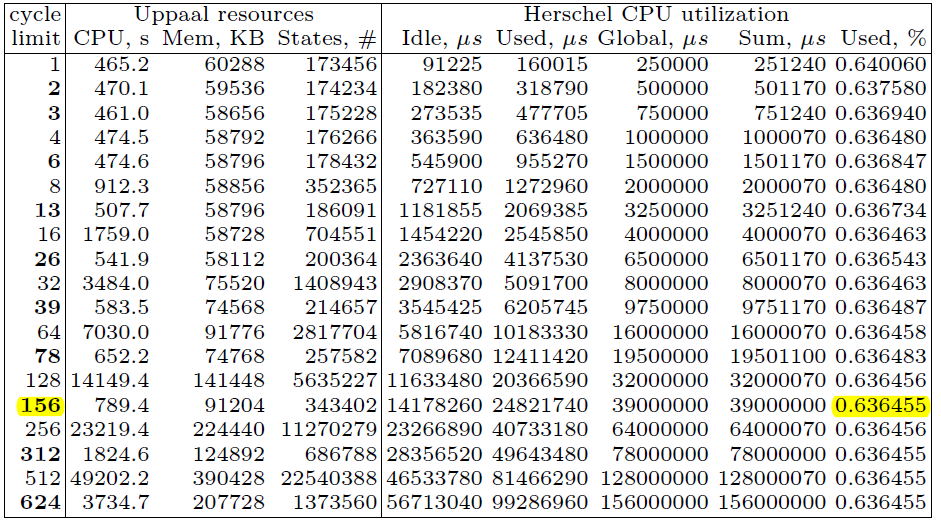 cycle Uppaal resources Herschel CPU utilization
limit CPU, s Mem, KB States, # Idle, μs Used, μs Global, μs Sum, μs Used, %
1 465.2 60288 173456 91225 160015 250000 251240 0.640060
2 470.1 59536 174234 182380 318790 500000 501170 0.637580
3 461.0 58656 175228 273535 477705 750000 751240 0.636940
4 474.5 58792 176266 363590 636480 1000000 1000070 0.636480
6 474.6 58796 178432 545900 955270 1500000 1501170 0.636847
8 912.3 58856 352365 727110 1272960 2000000 2000070 0.636480
13 507.7 58796 186091 1181855 2069385 3250000 3251240 0.636734
16 1759.0 58728 704551 1454220 2545850 4000000 4000070 0.636463
26 541.9 58112 200364 2363640 4137530 6500000 6501170 0.636543
32 3484.0 75520 1408943 2908370 5091700 8000000 8000070 0.636463
39 583.5 74568 214657 3545425 6205745 9750000 9751170 0.636487
64 7030.0 91776 2817704 5816740 10183330 16000000 16000070 0.636458
78 652.2 74768 257582 7089680 12411420 19500000 19501100 0.636483
128 14149.4 141448 5635227 11633480 20366590 32000000 32000070 0.636456
156 789.4 91204 343402 14178260 24821740 39000000 39000000 0.636455
256 23219.4 224440 11270279 23266890 40733180 64000000 64000070 0.636456
312 1824.6 124892 686788 28356520 49643480 78000000 78000000 0.636455
512 49202.2 390428 22540388 46533780 81466290 128000000 128000070 0.636455
624 3734.7 207728 1373560 56713040 99286960 156000000 156000000 0.636455